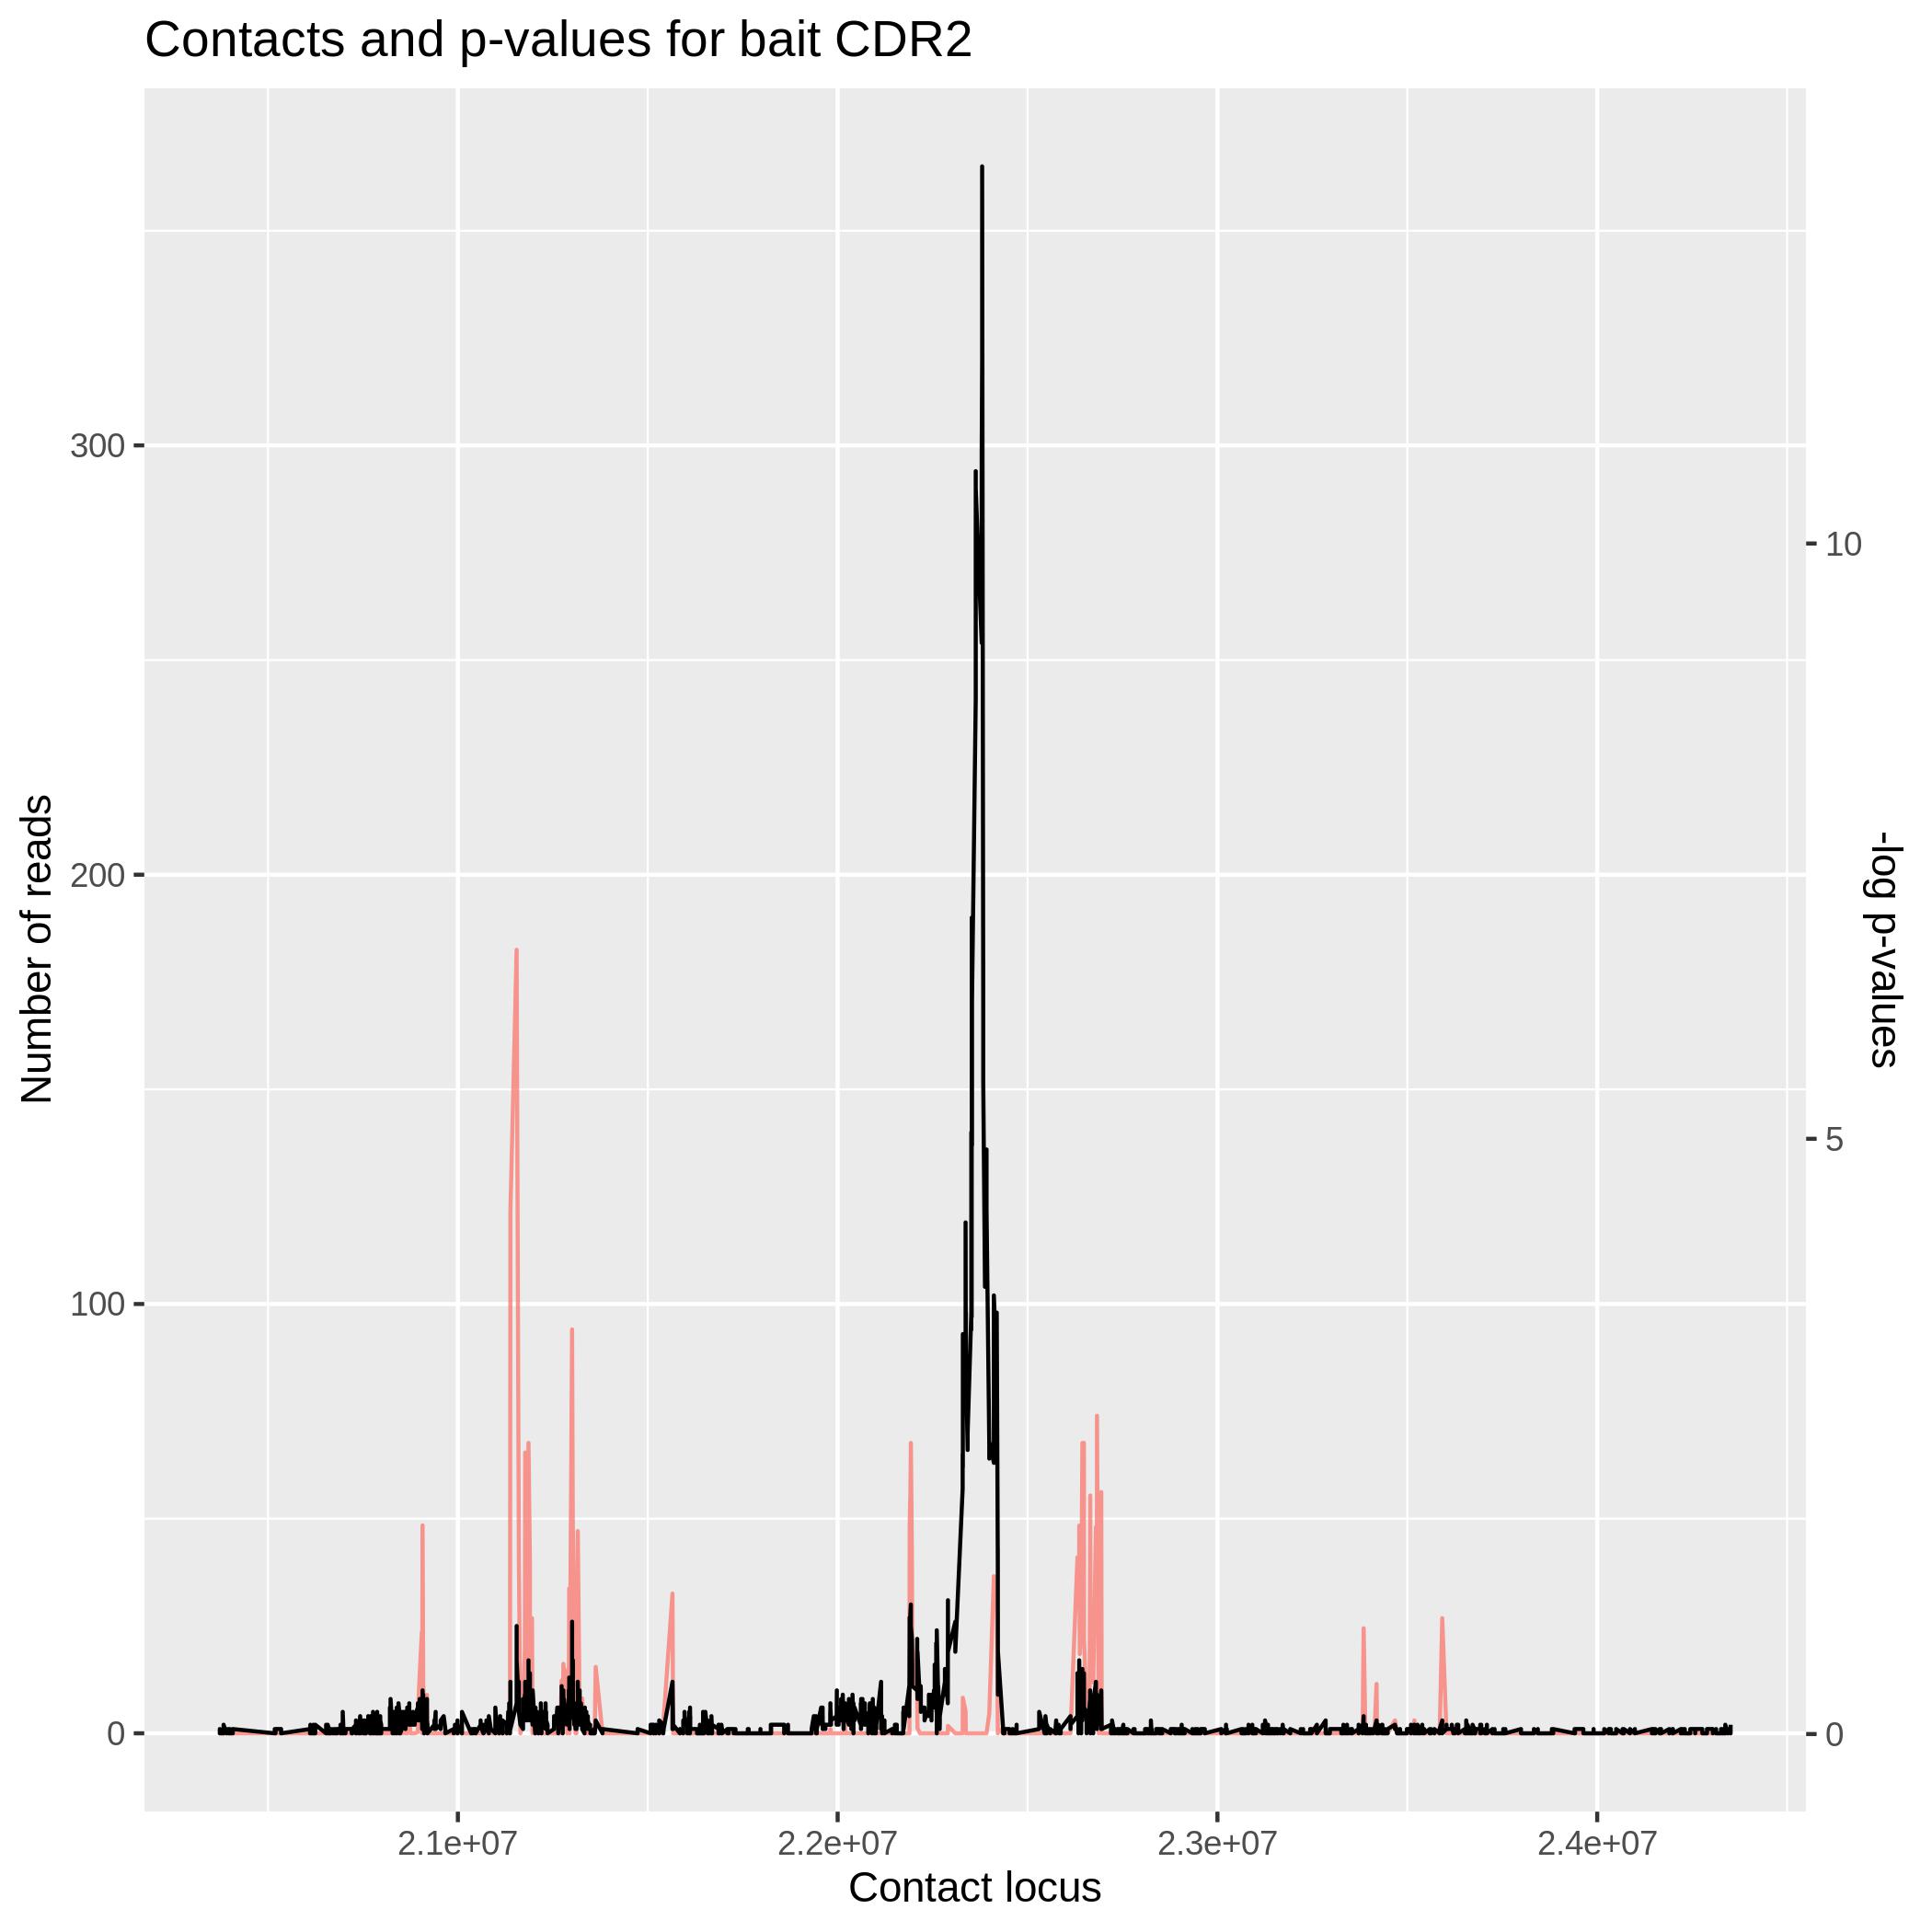 Contacts and p-values for bait CDR2
Number of reads
300
200
100
0
10
5
0
-log p-values
2.1e+07
2.2e+07
2.3e+07
2.4e+07
Contact locus